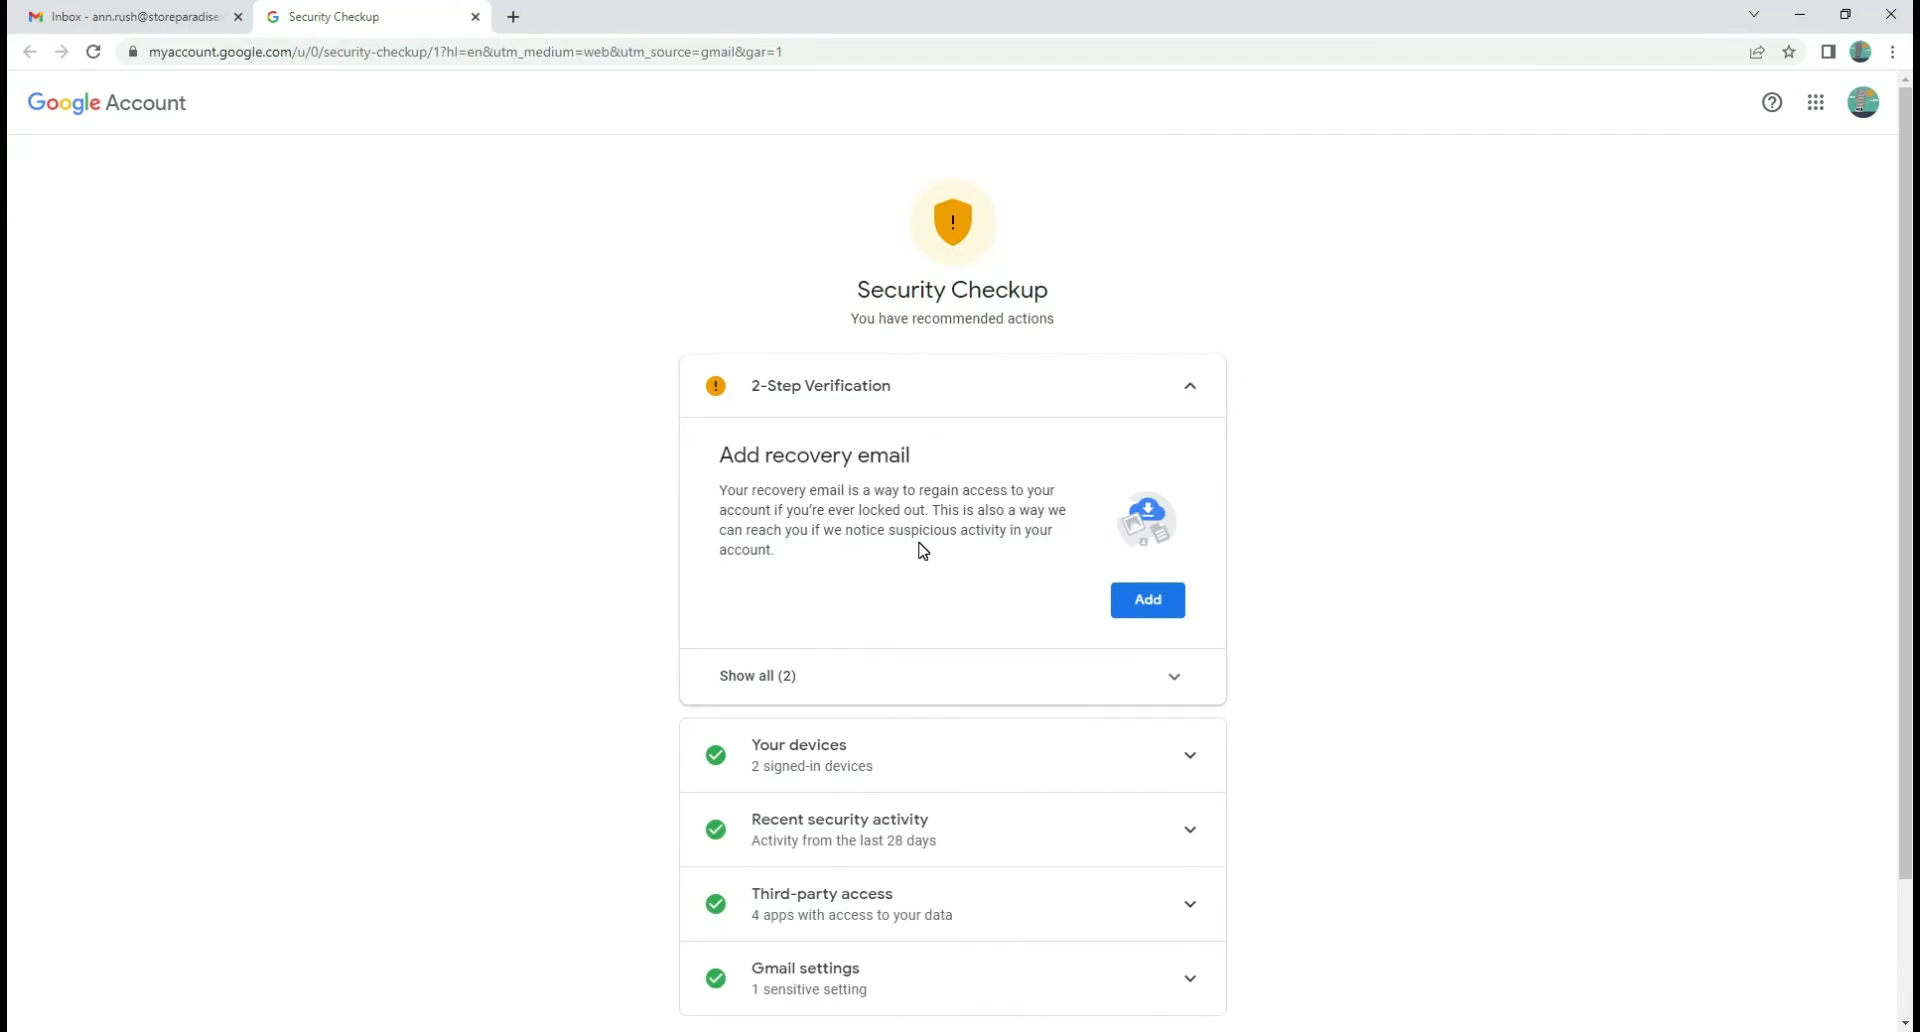 Inbox - ann.rush@storeparadise
Security Checkup
myaccount.google.com/u/0/security-checkup/1?hl=en&utm_medium=web&utm_source=gmail&gar=1
Google Account
Security Checkup
You have recommended actions
2-Step Verification
Add recovery email
Your recovery email is a way to regain access to your
account if you're ever locked out. This is also a way we
can reach you if we notice suspicious activity in your
account.
Add
Show all (2)
Your devices
2 signed-in devices
Recent security activity
Activity from the last 28 days
Third-party access
4 apps with access to your data
Gmail settings
1 sensitive setting